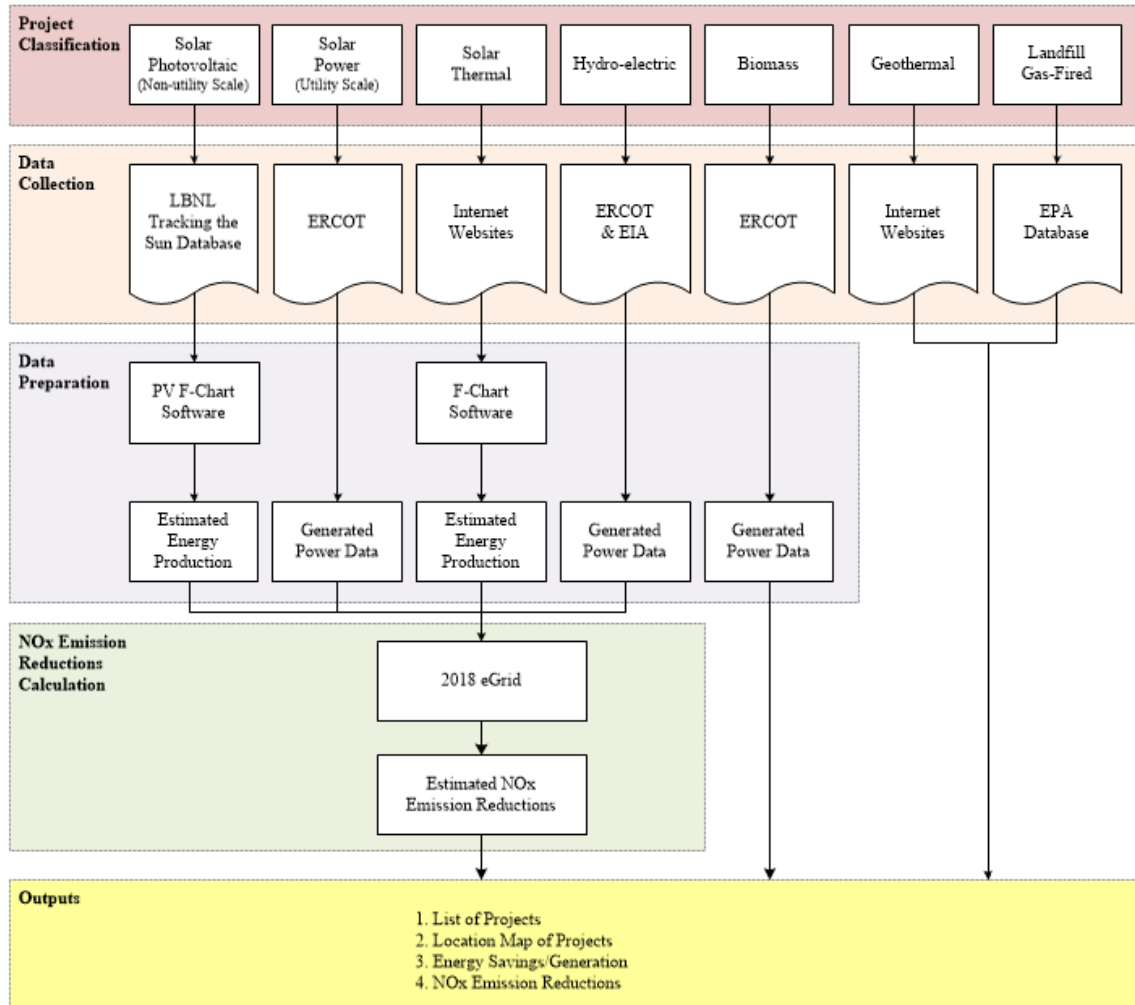 Project
Classification
Solar
Photovoltaic
(Non-utility Scale)
Solar
Power
(Utility Scale)
Solar
Thermal
Hydro-electric
Biomass
Geothermal
Landfill
Gas-Fired
Data
Collection
LBNL
Tracking the
Sun Database
ERCOT
Internet
Websites
ERCOT
& EIA
ERCOT
Internet
Websites
EPA
Database
Data
Preparation
PV F-Chart
Software
F-Chart
Software
Estimated
Energy
Production
Generated
Power Data
Estimated
Energy
Production
Generated
Power Data
Generated
Power Data
NOx Emission
Reductions
Calculation
2018 eGrid
Estimated NOx
Emission Reductions
Outputs
1. List of Projects
2. Location Map of Projects
3. Energy Savings/Generation
4. NOx Emission Reductions